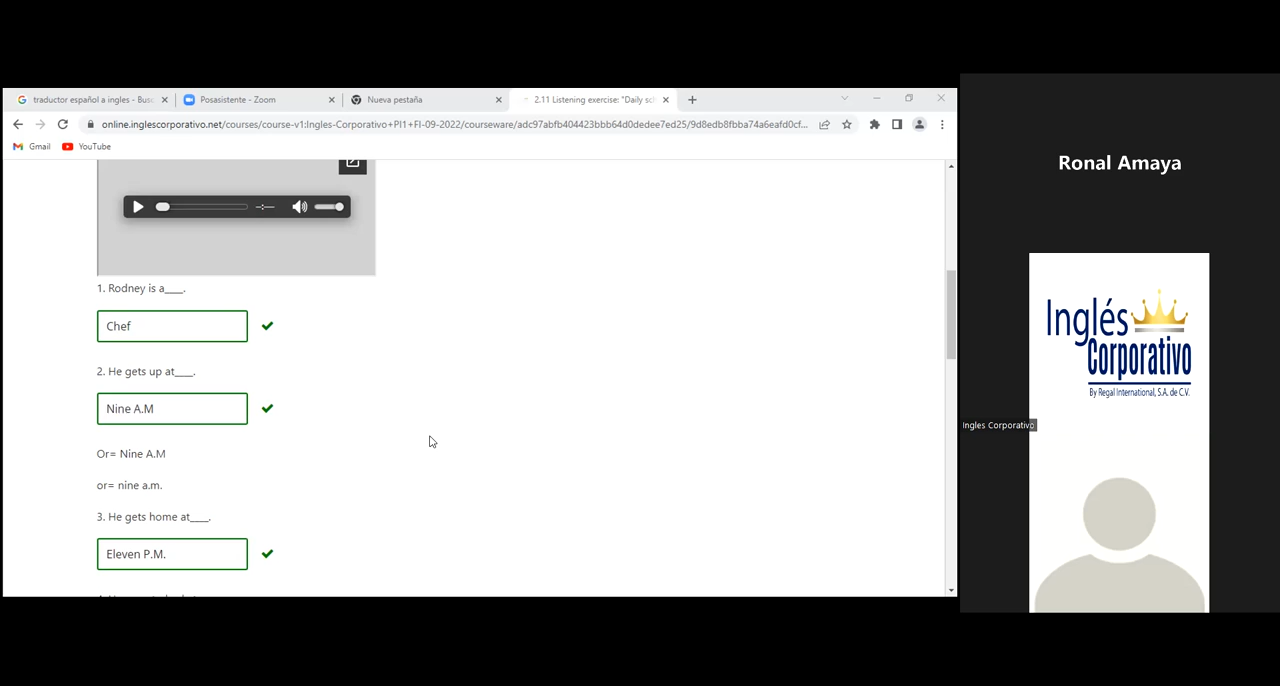 traductor español a ingles - Busc
Posasistente - Zoom
Nueva pestaña
2.11 Listening exercise: "Daily sch
online.inglescorporativo.net/courses/course-v1:Ingles-Corporativo+PI1+FI-09-2022/courseware/adc97abfb404423bbb64d0dedee7ed25/9d8edb8fbba74a6eafd0cf...
Gmail
YouTube
1. Rodney is a____.
Chef
2. He gets up at____.
Nine A.M
Or= Nine A.M
or= nine a.m.
3. He gets home at____.
Eleven P.M.
Ronal Amaya
Inglés
Corporativo
By Regal International, S.A. de C.V.
Ingles Corporativo